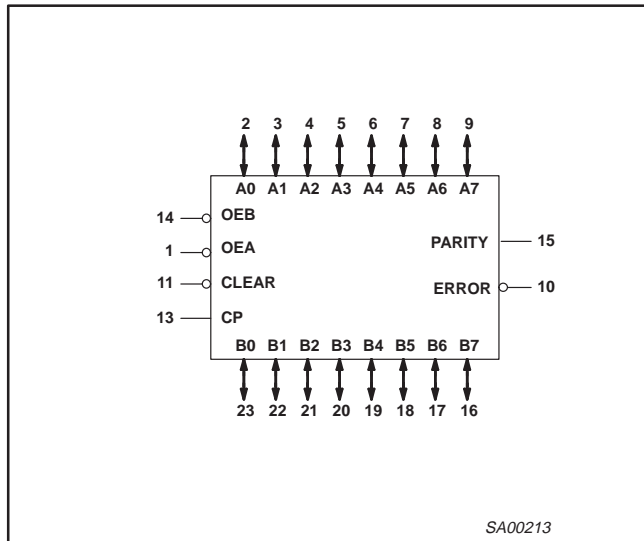 2 3 4 5 6 7 8 9
A0 A1 A2 A3 A4 A5 A6 A7
14 OEB
PARITY 15
1 OEA
11 CLEAR
ERROR 10
13 CP
B0 B1 B2 B3 B4 B5 B6 B7
23 22 21 20 19 18 17 16
SA00213